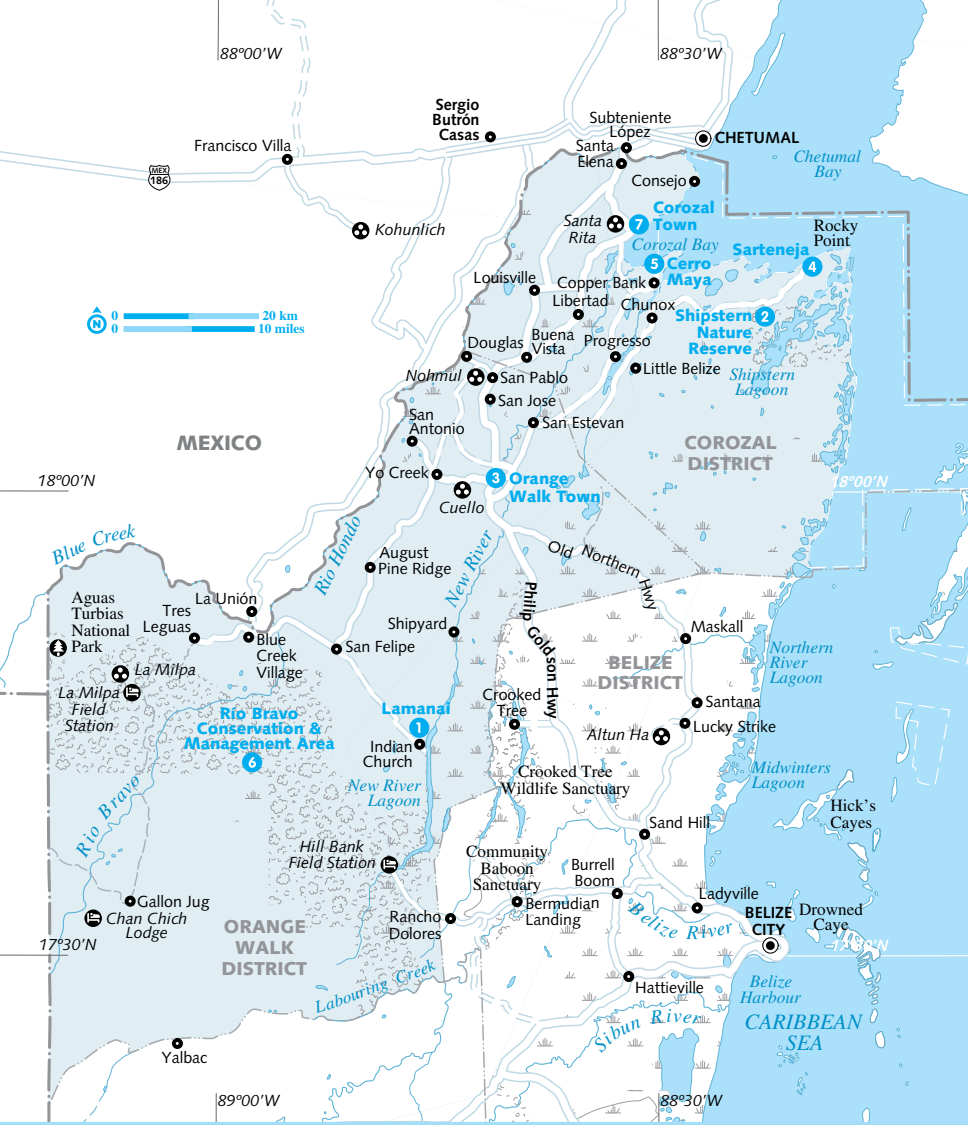 88°00'W
88°30'W
Sergio
Butrón
Casas
Subteniente
López
CHETUMAL
Francisco Villa
Santa
Elena
Chetumal
Bay
MEX
186
Consejo
Kohunlich
Santa
Rita
7
Corozal
Town
Rocky
Point
Corozal Bay
Sarteneja
4
5
Cerro
Maya
Louisville
Copper Bank
Libertad
Chunox
0
20 km
N
0
10 miles
Shipstern
Nature
Reserve
2
Douglas
Buena
Vista
Progresso
Nohmul
San Pablo
Little Belize
Shipstern
Lagoon
San Jose
San
Antonio
San Estevan
MEXICO
COROZAL
DISTRICT
Yo Creek
3
Orange
Walk Town
18°00'N
18°00'N
Cuello
Blue Creek
Rio Hondo
New River
Old Northern Hwy
August
Pine Ridge
Aguas
Turbias
National
Park
Tres
Leguas
La Unión
Philip Goldson Hwy
Shipyard
Maskall
Blue
Creek
Village
San Felipe
Northern
River
Lagoon
BELIZE
DISTRICT
La Milpa
La Milpa
Field
Station
Crooked
Tree
Santana
Lamanai
1
Lucky Strike
Río Bravo
Conservation &
Management Area
6
Altun Ha
Indian
Church
Crooked Tree
Wildlife Sanctuary
Midwinters
Lagoon
New River
Lagoon
Rio Bravo
Hick's
Cayes
Sand Hill
Hill Bank
Field Station
Community
Baboon
Sanctuary
Burrell
Boom
Gallon Jug
Chan Chich
Lodge
Bermudian
Landing
Ladyville
BELIZE
CITY
Drowned
Caye
Rancho
Dolores
Belize River
ORANGE
WALK
DISTRICT
17°30'N
17°30'N
Labouring Creek
Hattieville
Belize
Harbour
Sibun River
CARIBBEAN
SEA
Yalbac
89°00'W
88°30'W